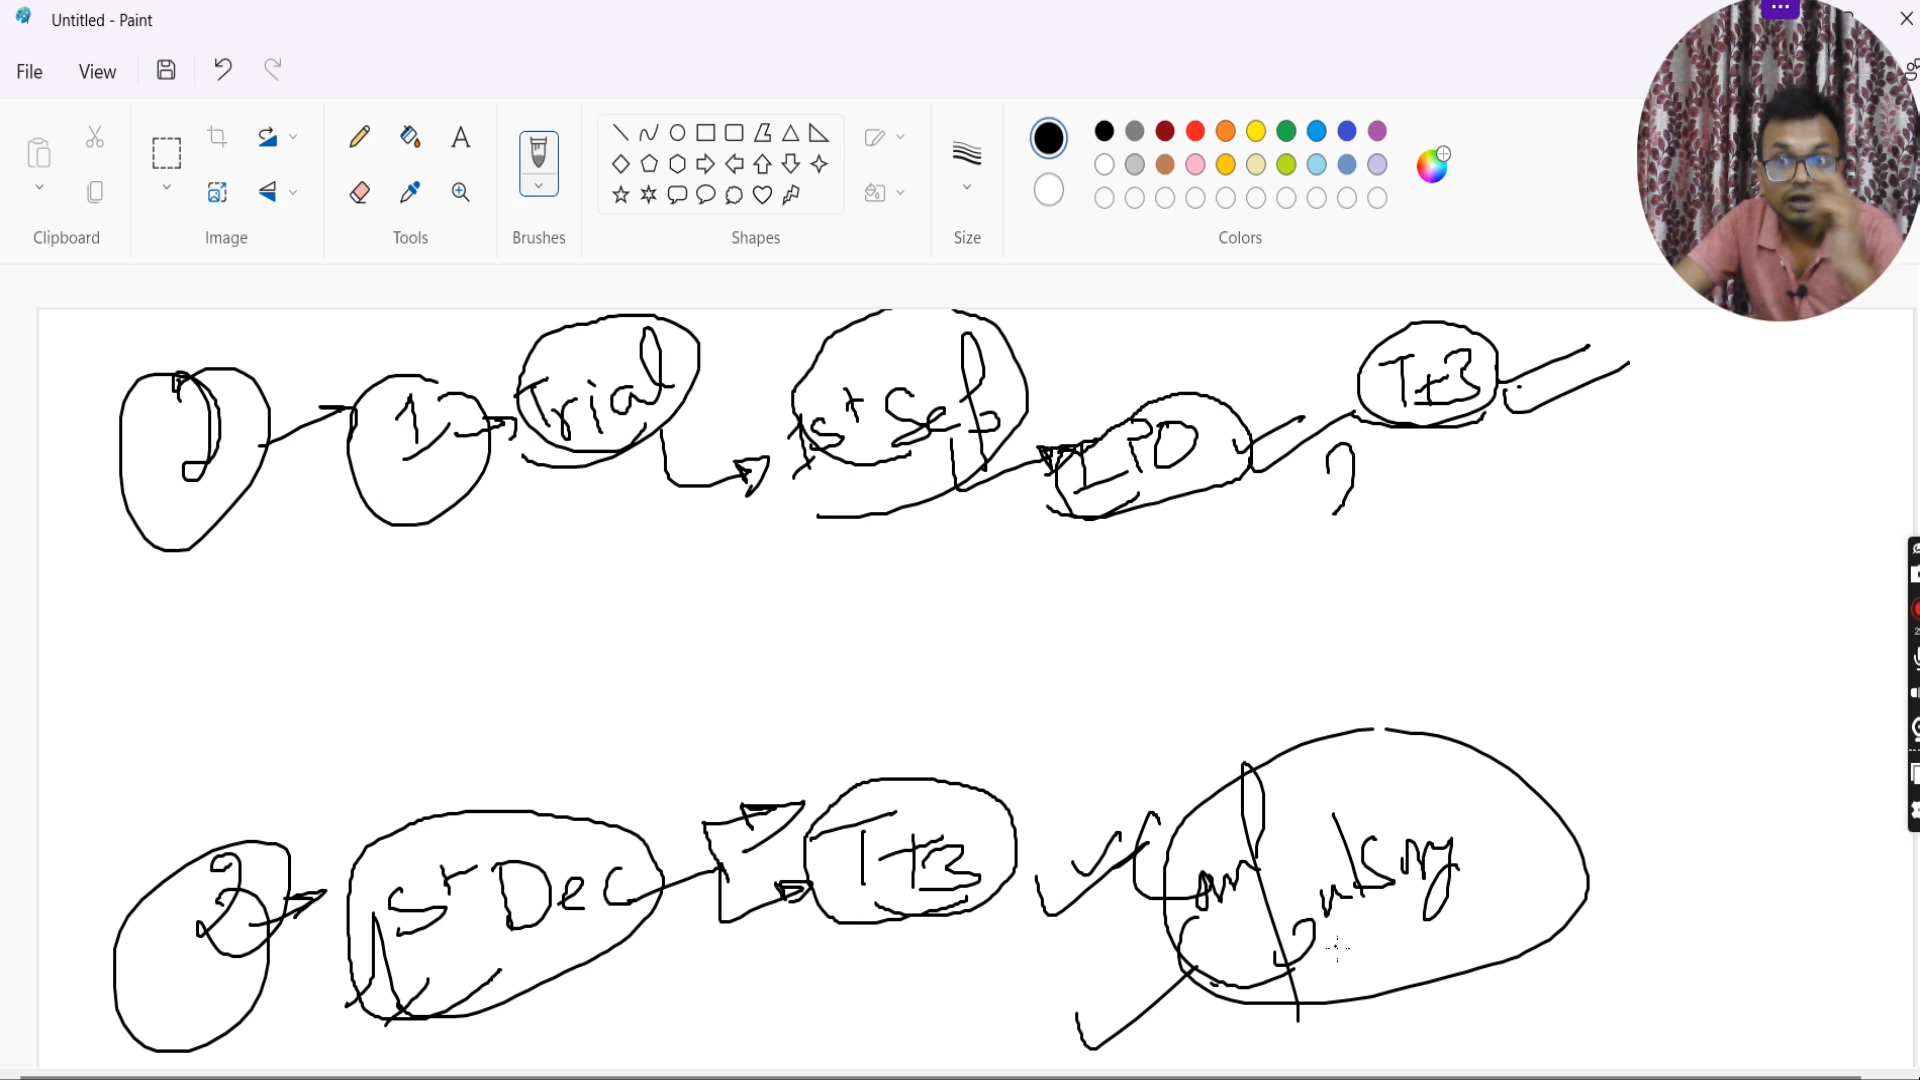 Untitled - Paint
File View
Clipboard Image Tools Brushes Shapes Size Colors
A
1 → 12 → Trial 1st Sep IPO T+3
?
2 → 1st Dec T+3